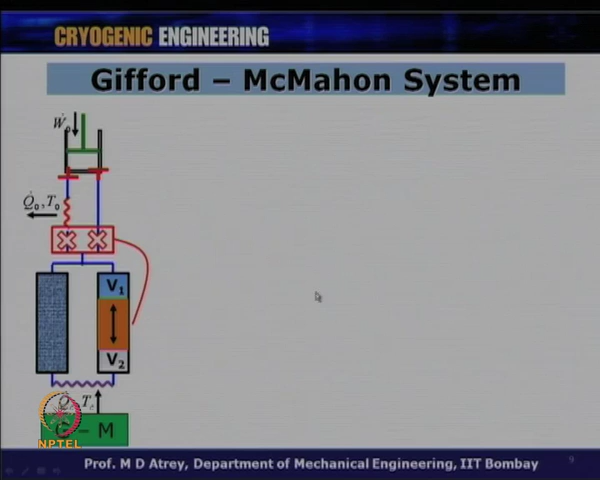 CRYOGENIC ENGINEERING
Gifford – McMahon System
Ẇ
Q̇₀, T₀
V₁
V₂
– M
NPTEL
Prof. M D Atrey, Department of Mechanical Engineering, IIT Bombay
9